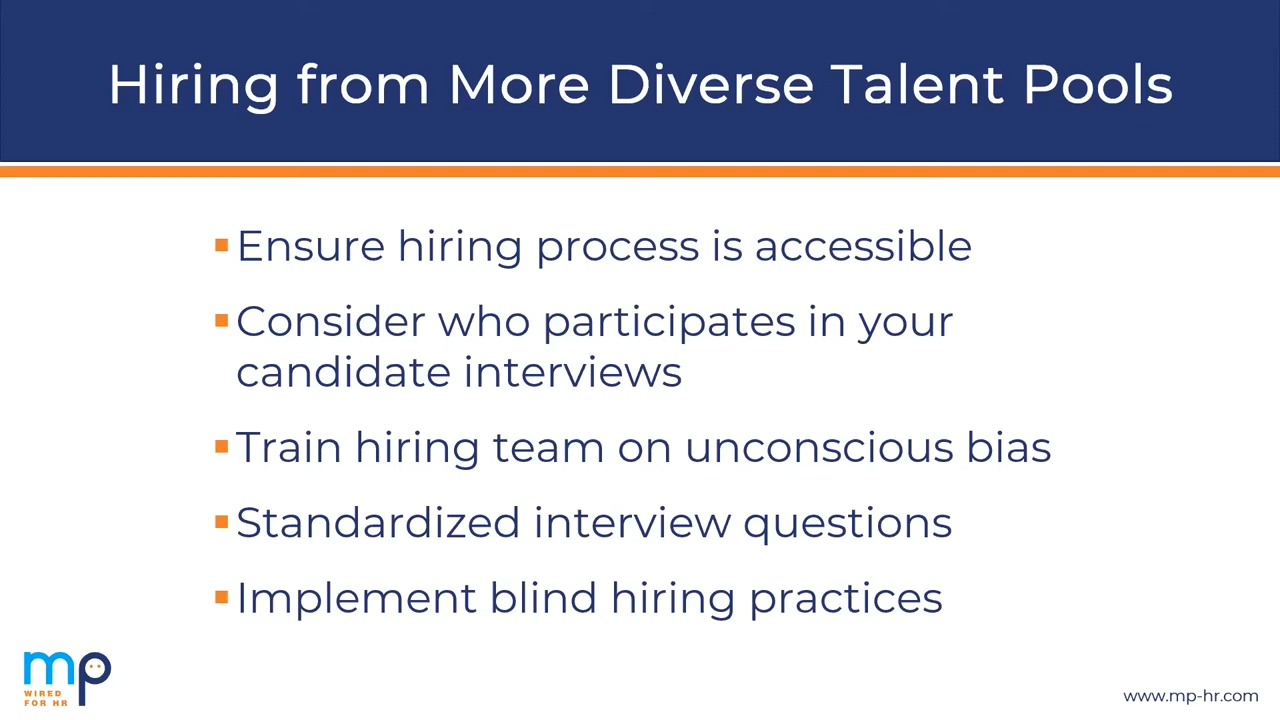 Hiring from More Diverse Talent Pools
Ensure hiring process is accessible
Consider who participates in your
candidate interviews
Train hiring team on unconscious bias
Standardized interview questions
Implement blind hiring practices
mp
WIRED
FOR HR
www.mp-hr.com